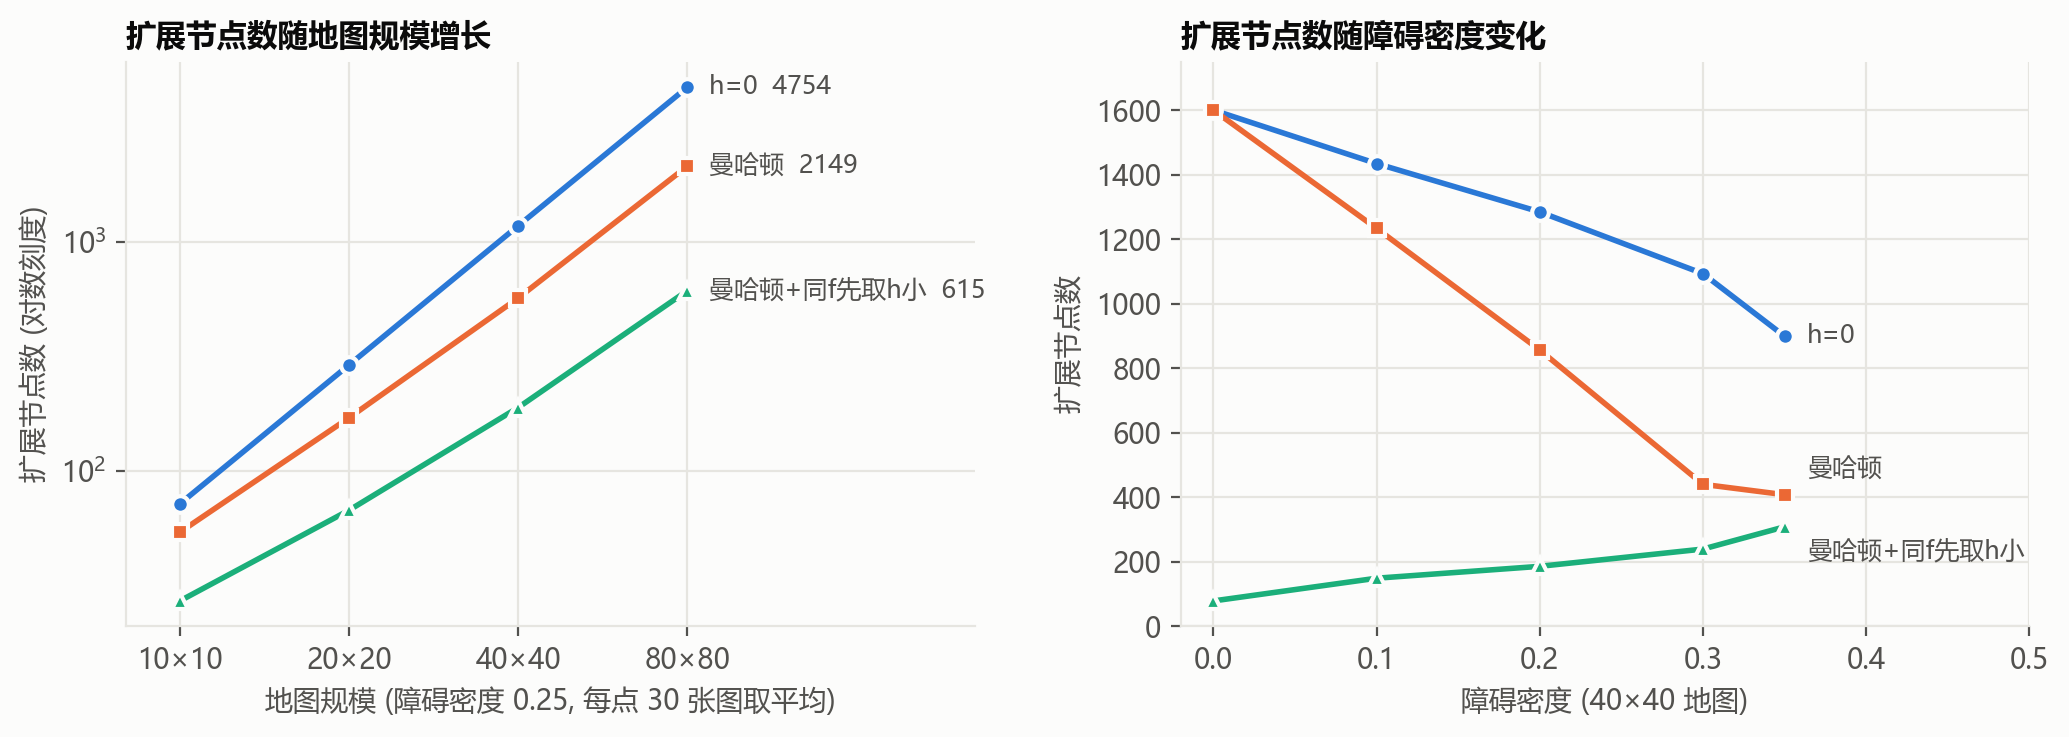 扩展节点数随地图规模增长
扩展节点数 (对数刻度)
10³
10²
h=0 4754
曼哈顿 2149
曼哈顿+同f先取h小 615
10×10 20×20 40×40 80×80
地图规模 (障碍密度 0.25, 每点 30 张图取平均)
扩展节点数随障碍密度变化
扩展节点数
1600
1400
1200
1000
800
600
400
200
0
h=0
曼哈顿
曼哈顿+同f先取h小
0.0 0.1 0.2 0.3 0.4 0.5
障碍密度 (40×40 地图)